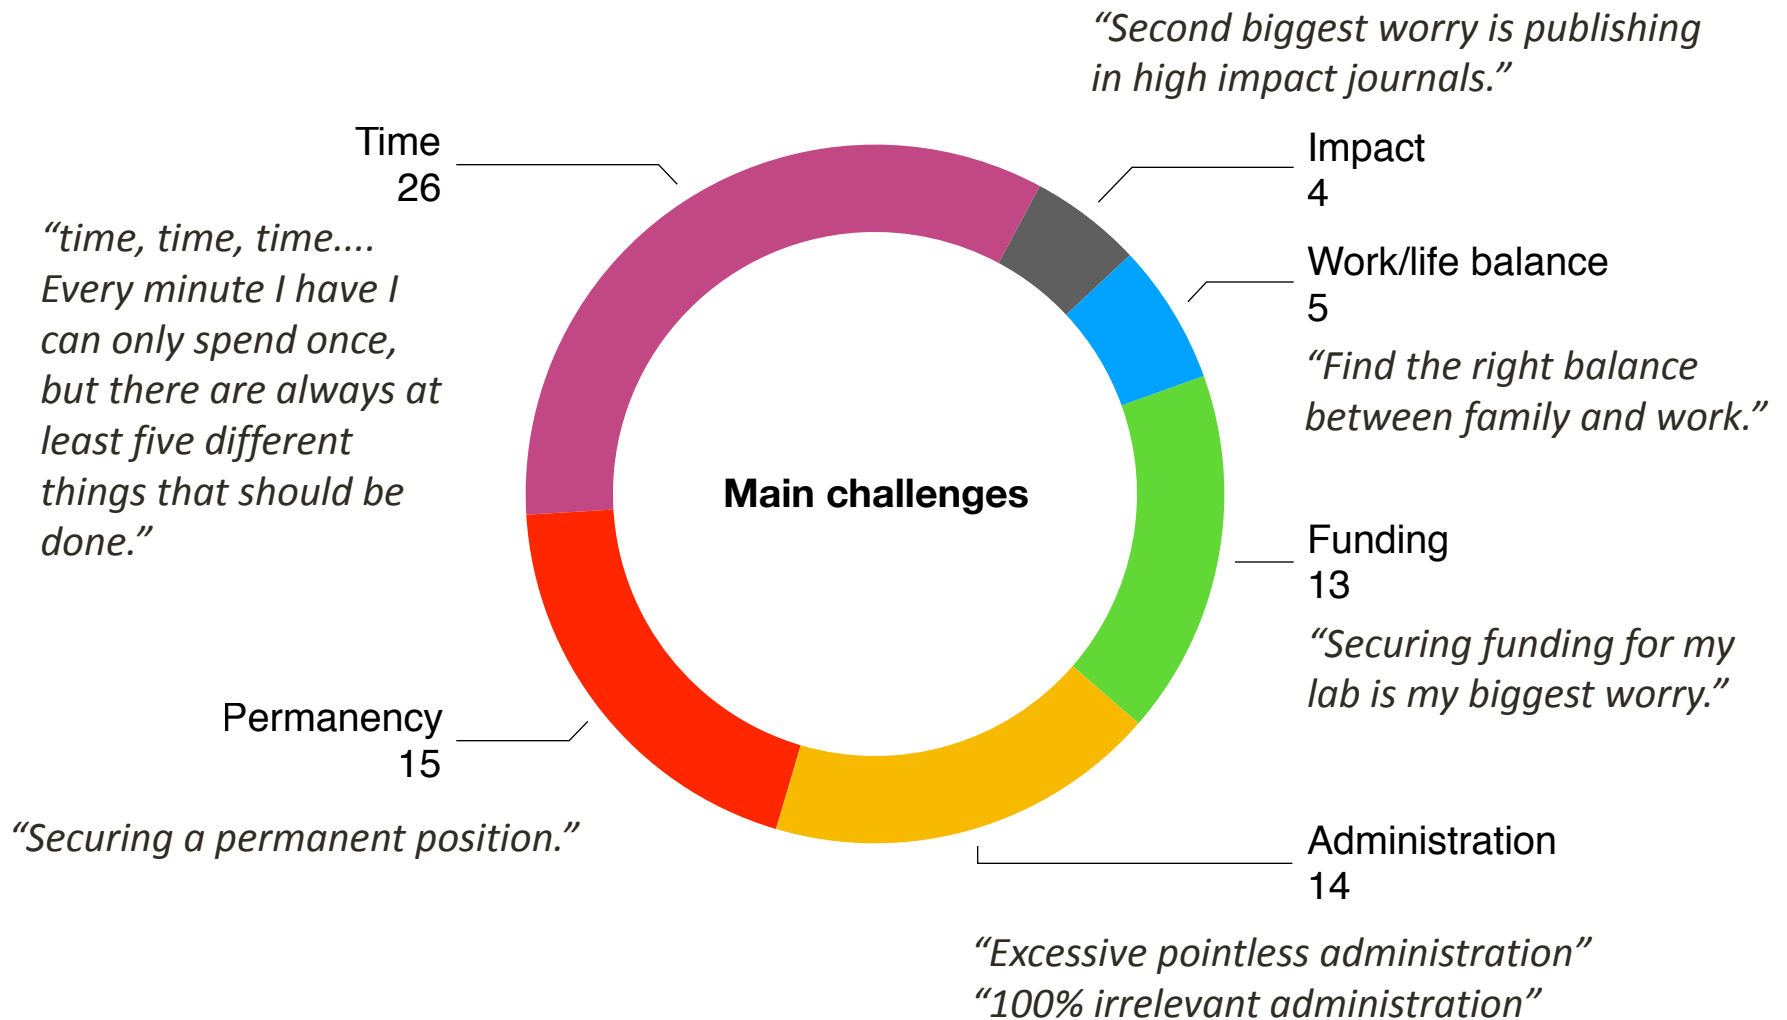 “Second biggest worry is publishing
in high impact journals.”
Time
26
“time, time, time....
Every minute I have I
can only spend once,
but there are always at
least five different
things that should be
done.”
Impact
4
Work/life balance
5
“Find the right balance
between family and work.”
Main challenges
Funding
13
“Securing funding for my
lab is my biggest worry.”
Permanency
15
“Securing a permanent position.”
Administration
14
“Excessive pointless administration”
“100% irrelevant administration”